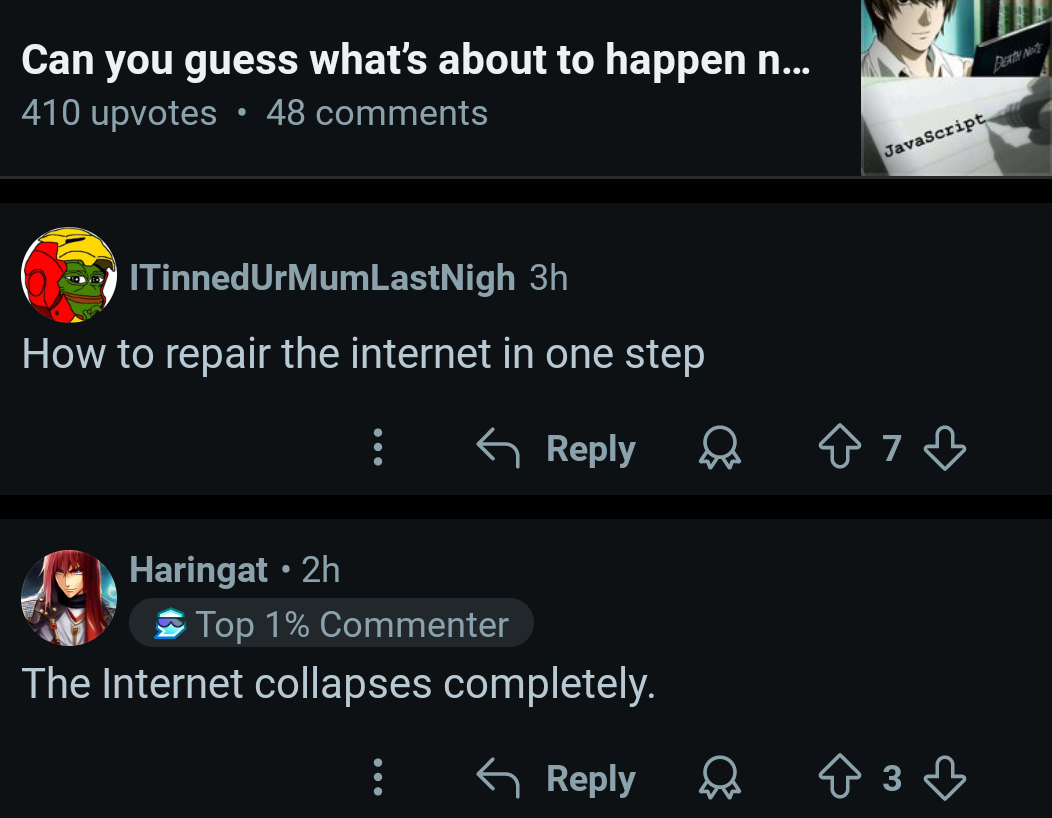 Can you guess what’s about to happen n...
410 upvotes • 48 comments
DEATH NOTE
JavaScript
ITinnedUrMumLastNigh 3h
How to repair the internet in one step
Reply
7
Haringat • 2h
Top 1% Commenter
The Internet collapses completely.
Reply
3